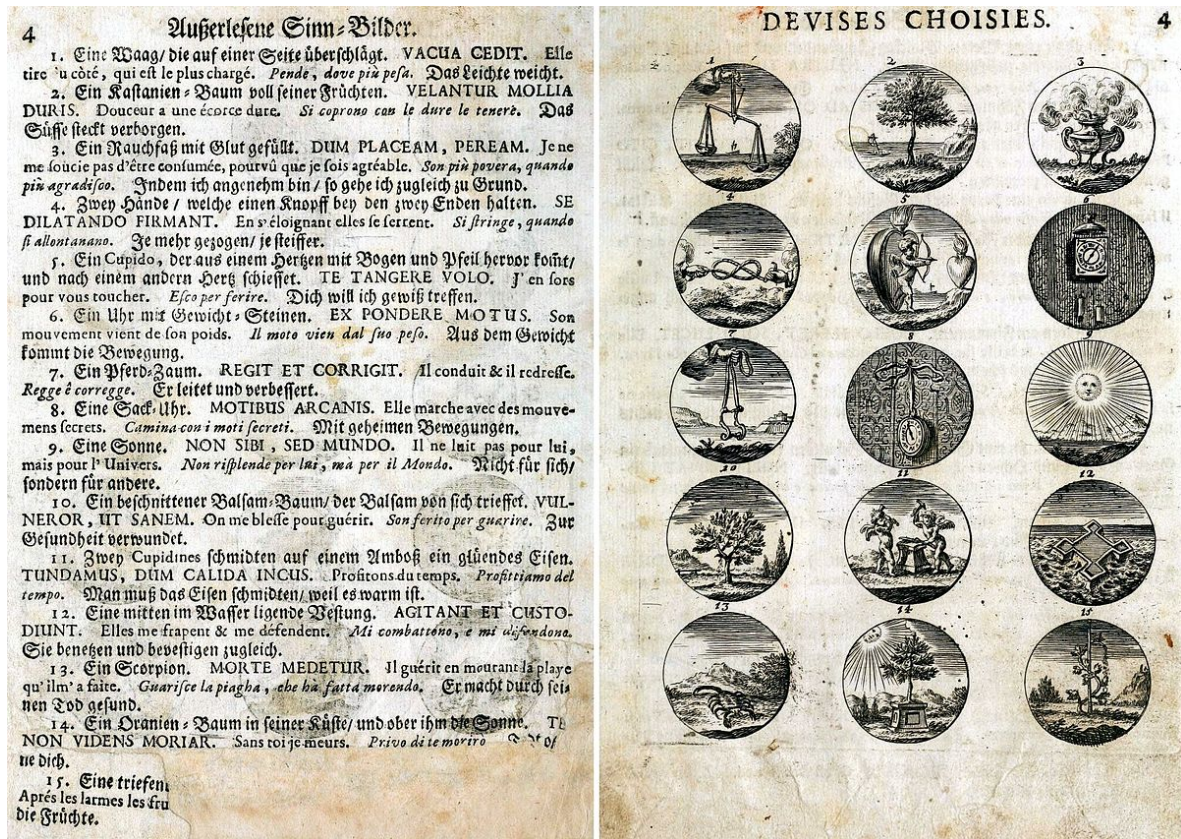 4
Außerlesene Sinn-Bilder.
1. Eine Waag/ die auf einer Seite überschlägt. VACUA CEDIT. Elle
tire 'u côté, qui est le plus chargé. Pende, dove più pesa. Das Leichte weicht.
2. Ein Kastanien-Baum voll seiner Früchten. VELANTUR MOLLIA
DURIS. Douceur a une écorce dure. Si coprono con le dure le tenere. Das
Süsse steckt verborgen.
3. Ein Rauchfaß mit Glut gefüllt. DUM PLACEAM, PEREAM. Je ne
me soucie pas d'être consumée, pourvû que je sois agréable. Son più povera, quando
più agradisco. Indem ich angenehm bin/ so gehe ich zugleich zu Grund.
4. Zwey Hände/ welche einen Knopff bey den zwey Enden halten. SE
DILATANDO FIRMANT. En s'éloignant elles se serrent. Si stringe, quando
si allontanano. Je mehr gezogen/ je steiffer.
5. Ein Cupido, der aus einem Hertzen mit Bogen und Pfeil hervor komt/
und nach einem andern Hertz schiesset. TE TANGERE VOLO. J'en sors
pour vous toucher. Esco per ferire. Dich will ich gewiß treffen.
6. Ein Uhr mit Gewicht-Steinen. EX PONDERE MOTUS. Son
mouvement vient de son poids. Il moto vien dal suo peso. Aus dem Gewicht
kommt die Bewegung.
7. Ein Pferd-Zaum. REGIT ET CORRIGIT. Il conduit & il redresse.
Regge è corregge. Er leitet und verbessert.
8. Eine Sack-Uhr. MOTIBUS ARCANIS. Elle marche avec des mouve-
mens secrets. Camina con i moti secreti. Mit geheimen Bewegungen.
9. Eine Sonne. NON SIBI, SED MUNDO. Il ne luit pas pour lui,
mais pour l'Univers. Non risplende per lui, mà per il Mondo. Nicht für sich/
sondern für andere.
10. Ein beschnittener Balsam-Baum/ der Balsam von sich trieffet. VUL-
NEROR, UT SANEM. On me blesse pour guérir. Son ferito per guarire. Zur
Gesundheit verwundet.
11. Zwey Cupidines schmidten auf einem Amboß ein glüendes Eisen.
TUNDAMUS, DUM CALIDA INCUS. Profitons du temps. Profittiamo del
tempo. Man muß das Eisen schmidten/ weil es warm ist.
12. Eine mitten im Wasser ligende Vestung. AGITANT ET CUSTO-
DIUNT. Elles me frapent & me défendent. Mi combattono, e mi difendono.
Sie benetzen und bevestigen zugleich.
13. Ein Scorpion. MORTE MEDETUR. Il guérit en mourant la playe
qu'ilm' a faite. Guarisce la piagha, che hà fatta morendo. Er macht durch sei-
nen Tod gesund.
14. Ein Oranien-Baum in seiner Küste/ und ober ihm die Sonne. TE
NON VIDENS MORIAR. Sans toi je meurs. Privo di te moriro
ne dich.
15. Eine triefen
Aprés les larmes les fru
die Früchte.
DEVISES CHOISIES. 4
1 2 3
4 5 6
7 8 9
10 11 12
13 14 15